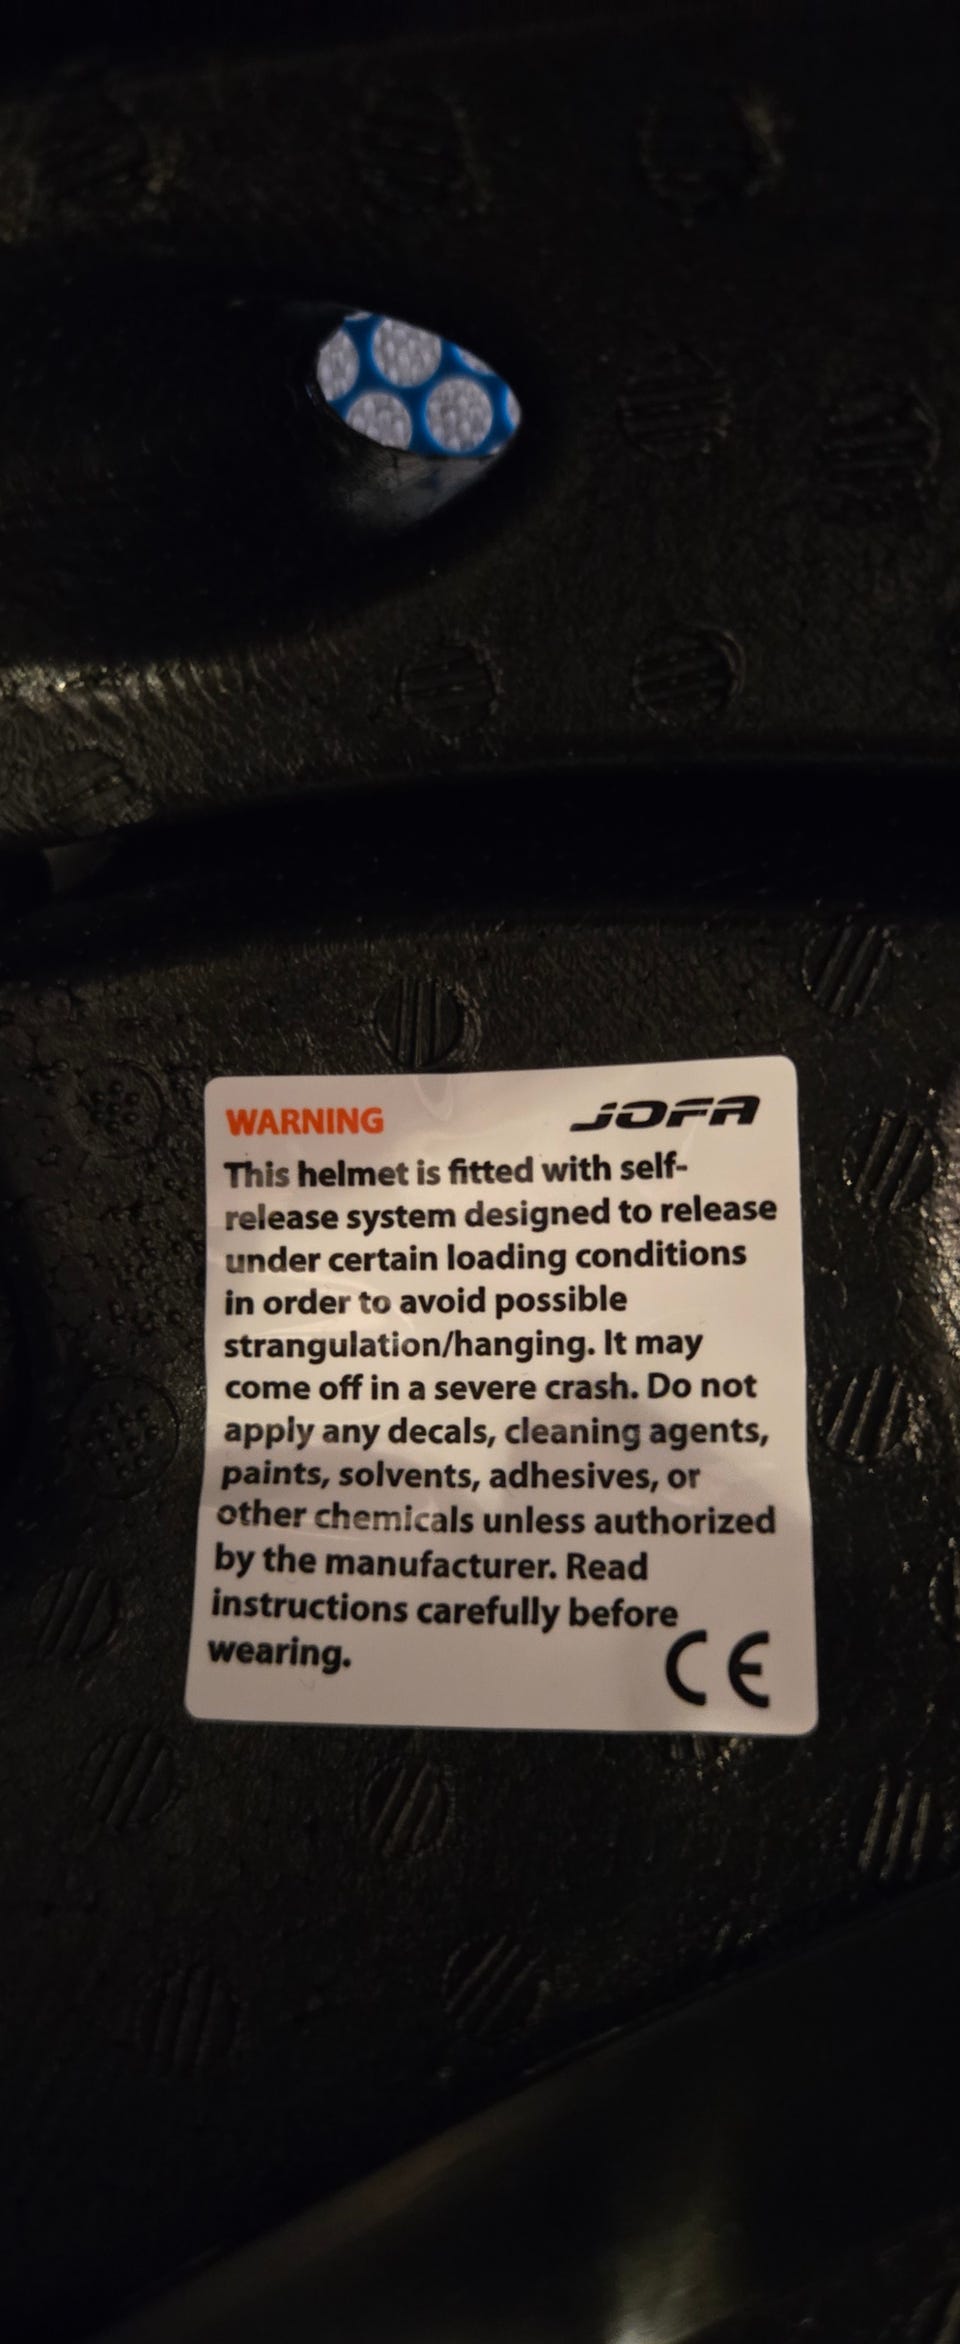 WARNING JOFA
This helmet is fitted with self-
release system designed to release
under certain loading conditions
in order to avoid possible
strangulation/hanging. It may
come off in a severe crash. Do not
apply any decals, cleaning agents,
paints, solvents, adhesives, or
other chemicals unless authorized
by the manufacturer. Read
instructions carefully before
wearing.
CE